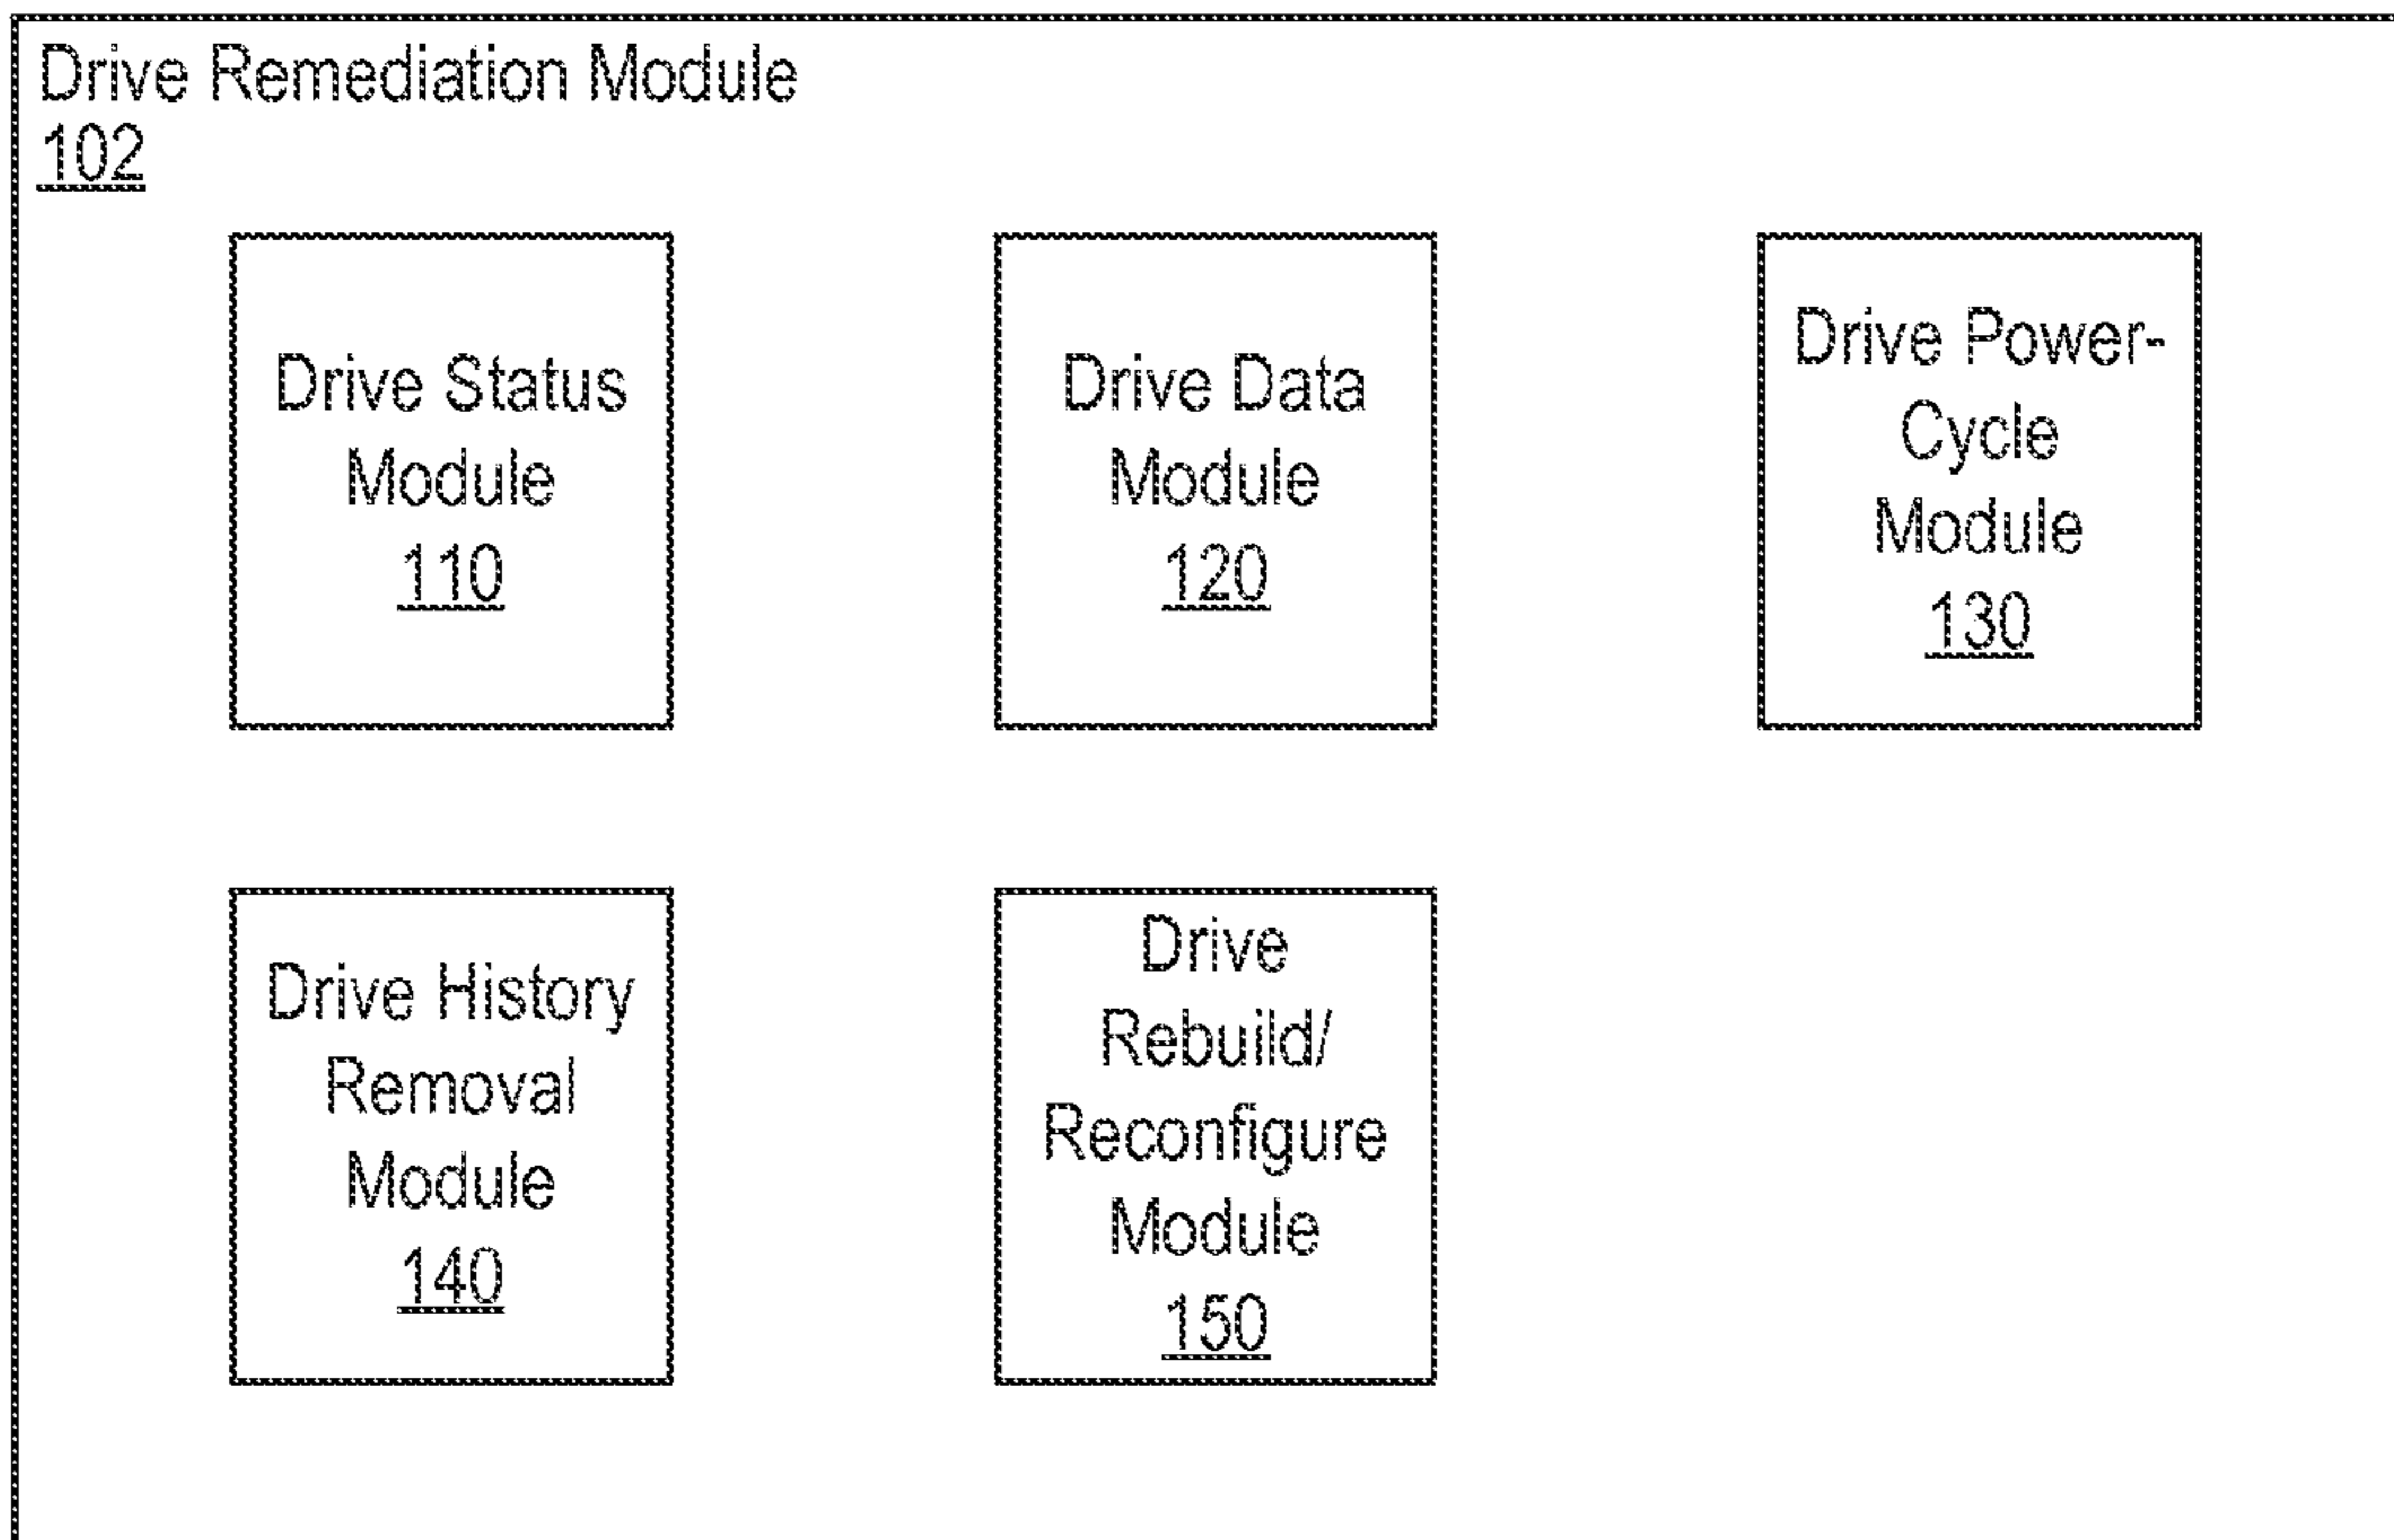 Drive Remediation Module
102
Drive Status
Module
110
Drive Data
Module
120
Drive Power-
Cycle
Module
130
Drive History
Removal
Module
140
Drive
Rebuild/
Reconfigure
Module
150